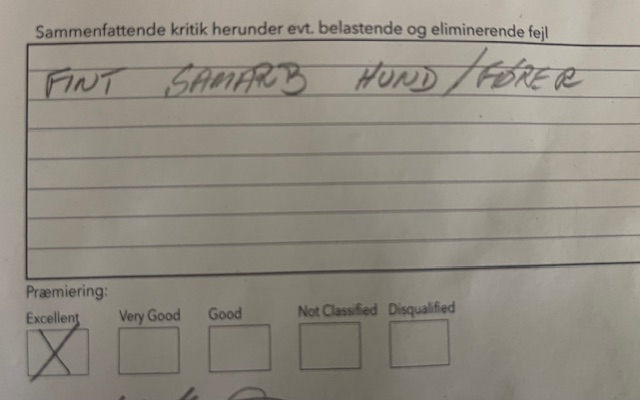 Sammenfattende kritik herunder evt. belastende og eliminerende fejl
FINT SAMARB HUND/FØRER
Præmiering:
Excellent Very Good Good Not Classified Disqualified
X